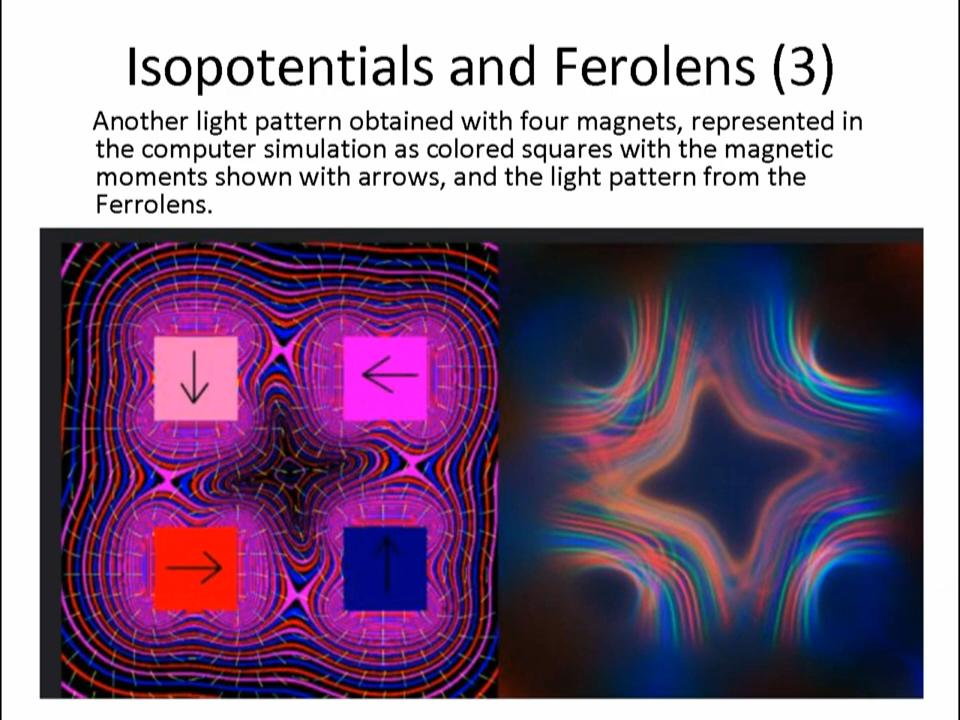 Isopotentials and Ferolens (3)
Another light pattern obtained with four magnets, represented in
the computer simulation as colored squares with the magnetic
moments shown with arrows, and the light pattern from the
Ferrolens.